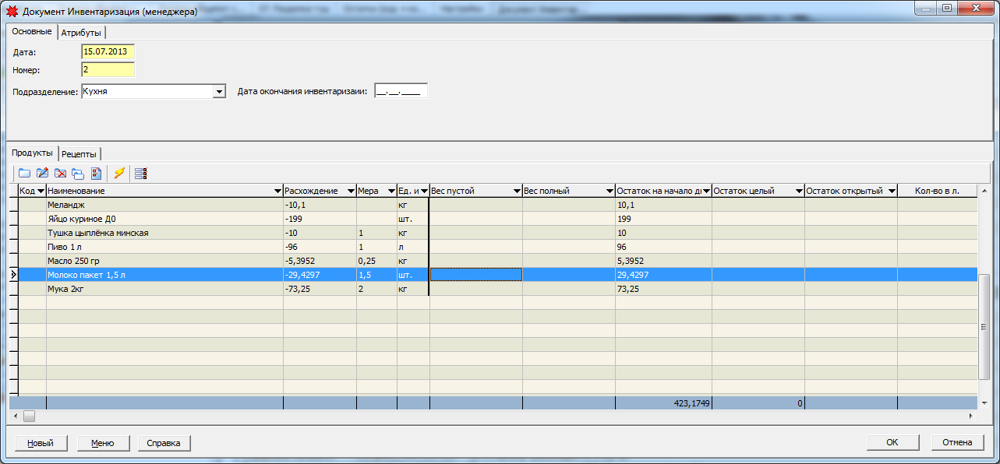 Документ Инвентаризация (менеджера)
Основные Атрибуты
Дата: 15.07.2013
Номер: 2
Подразделение: Кухня Дата окончания инвентаризаии: __.__.____
Продукты Рецепты
Код Наименование Расхождение Мера Ед. и Вес пустой Вес полный Остаток на начало д Остаток целый Остаток открытый Кол-во в л.
Меландж -10,1 кг 10,1
Яйцо куриное Д0 -199 шт. 199
Тушка цыплёнка минская -10 1 кг 10
Пиво 1 л -96 1 л 96
Масло 250 гр -5,3952 0,25 кг 5,3952
Молоко пакет 1,5 л -29,4297 1,5 шт. 29,4297
Мука 2кг -73,25 2 кг 73,25
423,1749 0
Новый Меню Справка OK Отмена